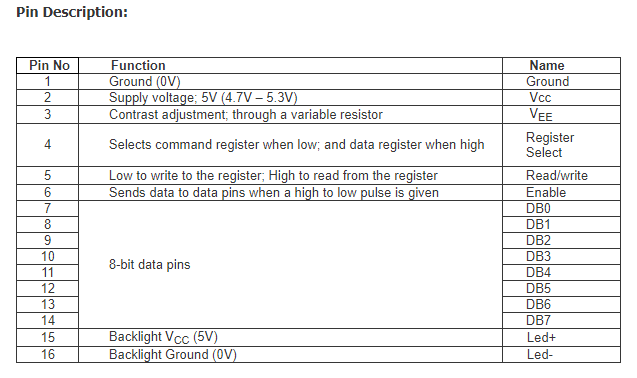 Pin Description:
Pin No Function Name
1 Ground (0V) Ground
2 Supply voltage; 5V (4.7V – 5.3V) Vcc
3 Contrast adjustment; through a variable resistor VEE
4 Selects command register when low; and data register when high Register Select
5 Low to write to the register; High to read from the register Read/write
6 Sends data to data pins when a high to low pulse is given Enable
7 8-bit data pins DB0
8 DB1
9 DB2
10 DB3
11 DB4
12 DB5
13 DB6
14 DB7
15 Backlight VCC (5V) Led+
16 Backlight Ground (0V) Led-